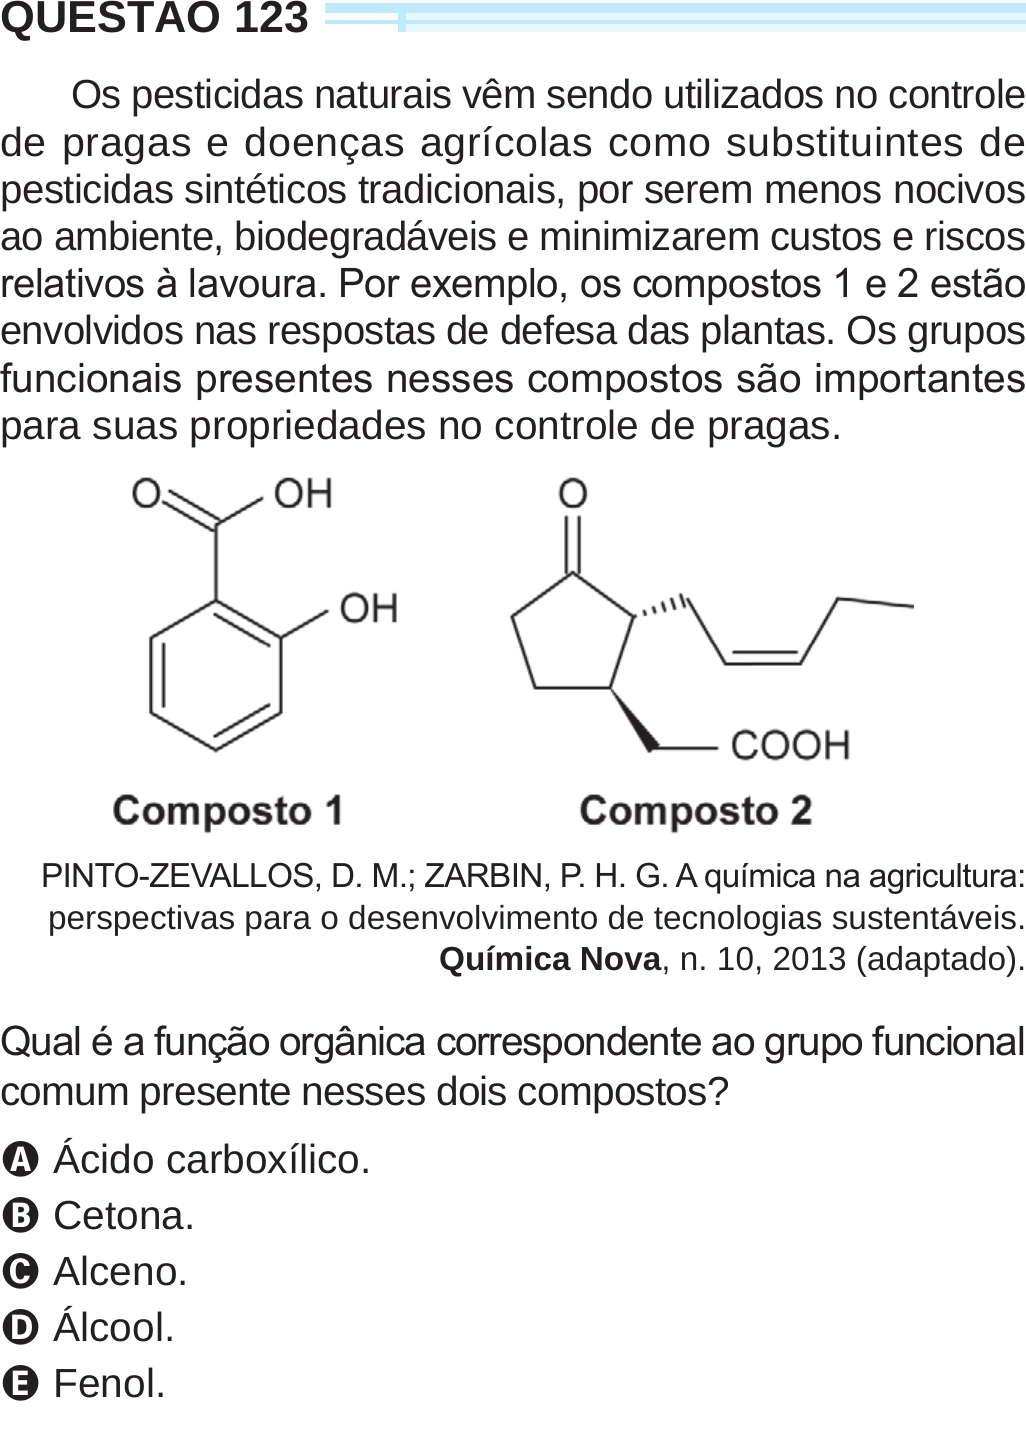 QUESTÃO 123
Os pesticidas naturais vêm sendo utilizados no controle
de pragas e doenças agrícolas como substituintes de
pesticidas sintéticos tradicionais, por serem menos nocivos
ao ambiente, biodegradáveis e minimizarem custos e riscos
relativos à lavoura. Por exemplo, os compostos 1 e 2 estão
envolvidos nas respostas de defesa das plantas. Os grupos
funcionais presentes nesses compostos são importantes
para suas propriedades no controle de pragas.
O OH O
OH
COOH
Composto 1 Composto 2
PINTO-ZEVALLOS, D. M.; ZARBIN, P. H. G. A química na agricultura:
perspectivas para o desenvolvimento de tecnologias sustentáveis.
Química Nova, n. 10, 2013 (adaptado).
Qual é a função orgânica correspondente ao grupo funcional
comum presente nesses dois compostos?
A Ácido carboxílico.
B Cetona.
C Alceno.
D Álcool.
E Fenol.